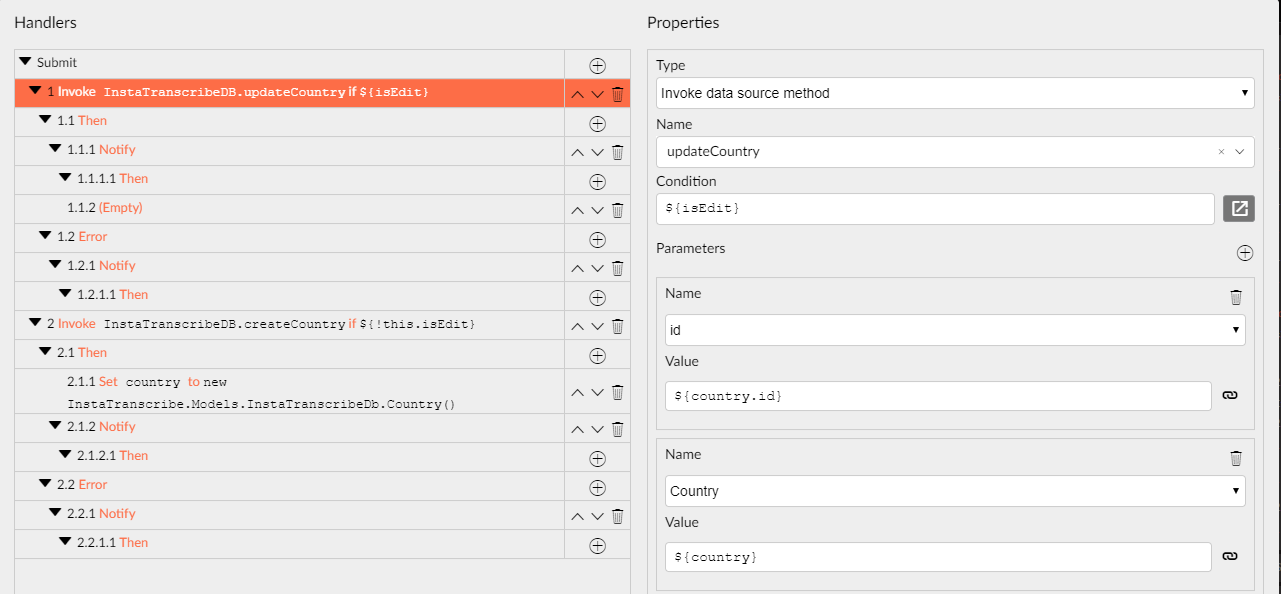 Handlers
Submit
1 Invoke InstaTranscribeDB.updateCountry if ${isEdit}
1.1 Then
1.1.1 Notify
1.1.1.1 Then
1.1.2 (Empty)
1.2 Error
1.2.1 Notify
1.2.1.1 Then
2 Invoke InstaTranscribeDB.createCountry if ${!this.isEdit}
2.1 Then
2.1.1 Set country to new
InstaTranscribe.Models.InstaTranscribeDb.Country()
2.1.2 Notify
2.1.2.1 Then
2.2 Error
2.2.1 Notify
2.2.1.1 Then
Properties
Type
Invoke data source method
Name
updateCountry
Condition
${isEdit}
Parameters
Name
id
Value
${country.id}
Name
Country
Value
${country}